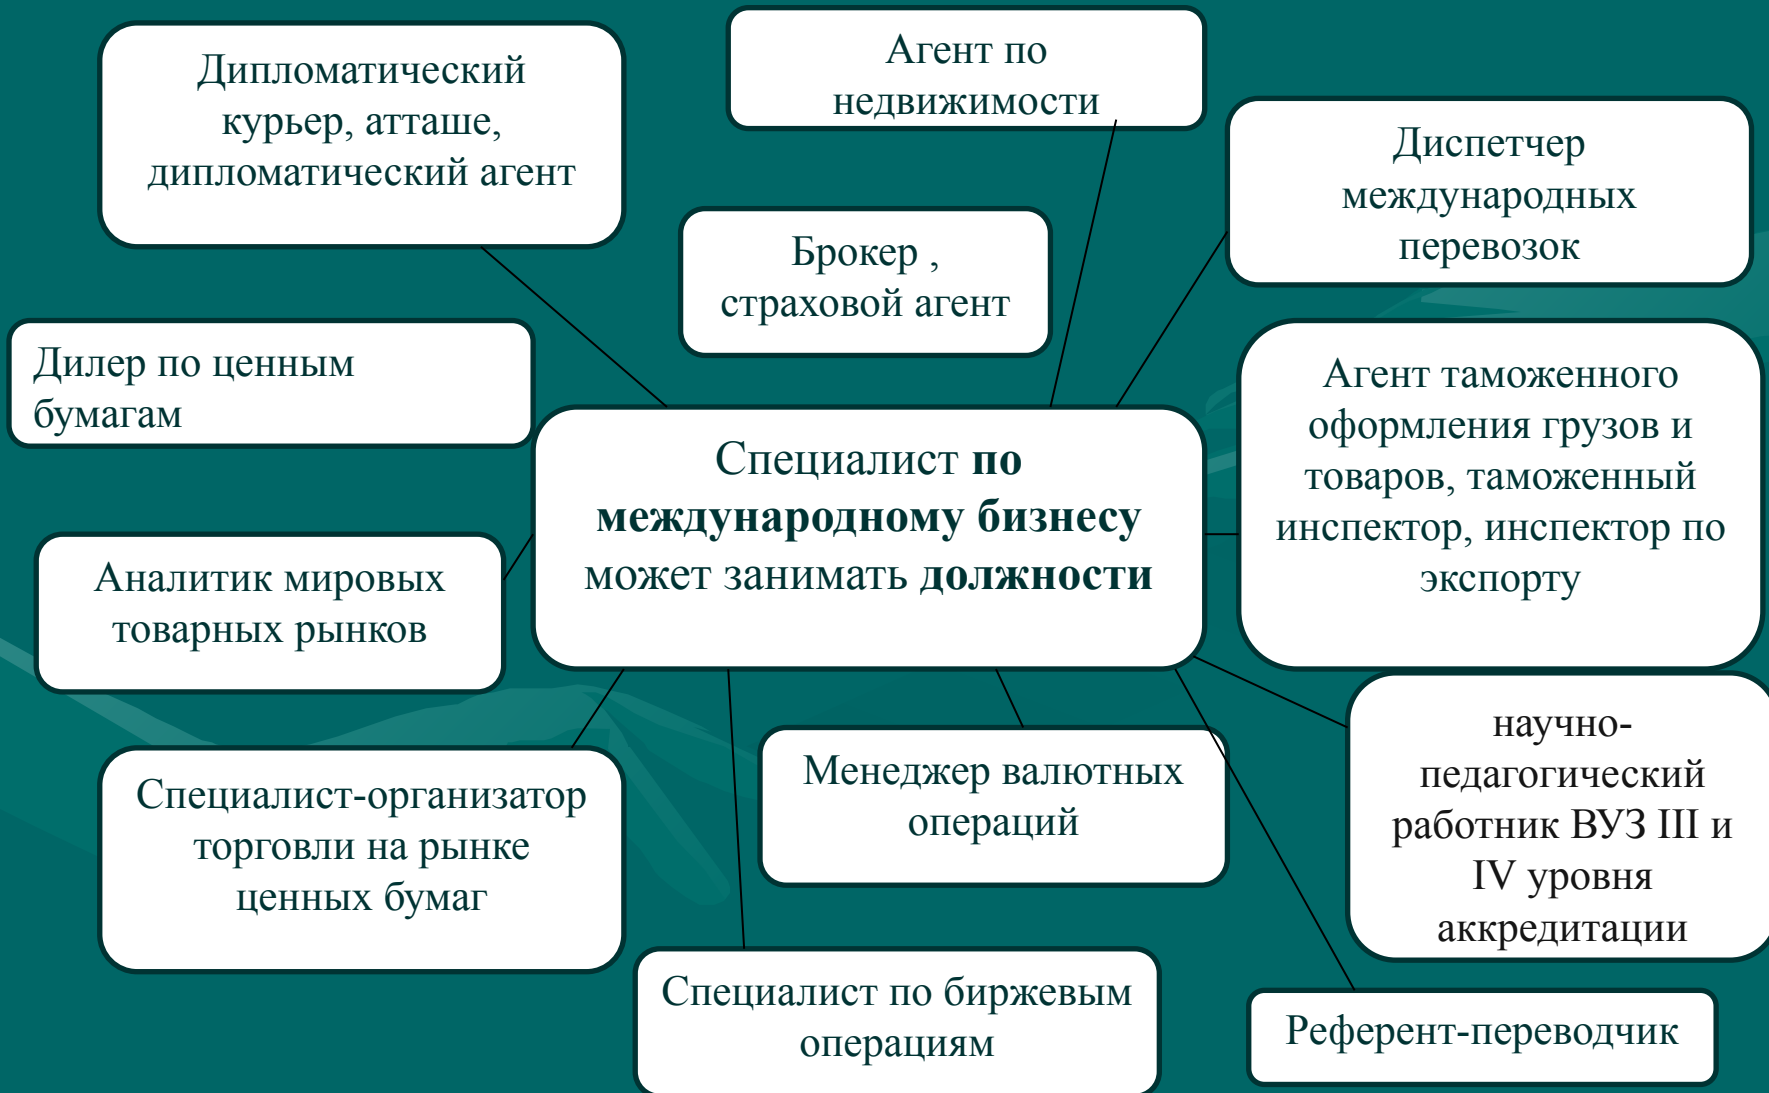 Дипломатический
курьер, атташе,
дипломатический агент
Агент по
недвижимости
Диспетчер
международных
перевозок
Брокер ,
страховой агент
Дилер по ценным
бумагам
Агент таможенного
оформления грузов и
товаров, таможенный
инспектор, инспектор по
экспорту
Специалист по
международному бизнесу
может занимать должности
Аналитик мировых
товарных рынков
научно-
педагогический
работник ВУЗ III и
IV уровня
аккредитации
Специалист-организатор
торговли на рынке
ценных бумаг
Менеджер валютных
операций
Специалист по биржевым
операциям
Референт-переводчик